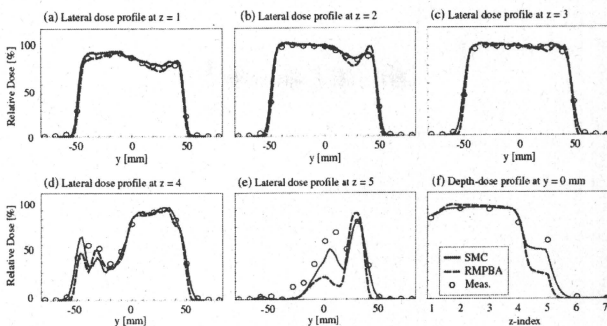 (a) Lateral dose profile at z = 1
(b) Lateral dose profile at z = 2
(c) Lateral dose profile at z = 3
Relative Dose [%]
100
50
0
-50 0 50
y [mm]
-50 0 50
y [mm]
-50 0 50
y [mm]
(d) Lateral dose profile at z = 4
(e) Lateral dose profile at z = 5
(f) Depth-dose profile at y = 0 mm
Relative Dose [%]
100
50
0
-50 0 50
y [mm]
-50 0 50
y [mm]
SMC
RMPBA
Meas.
1 2 3 4 5 6 7
z-index